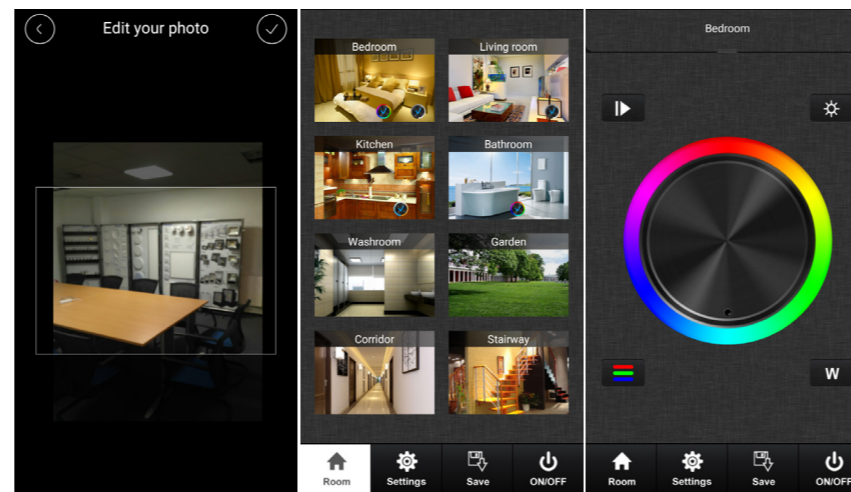 Edit your photo
Bedroom
Living room
Kitchen
Bathroom
Washroom
Garden
Corridor
Stairway
Room
Settings
Save
ON/OFF
Bedroom
W
Room
Settings
Save
ON/OFF